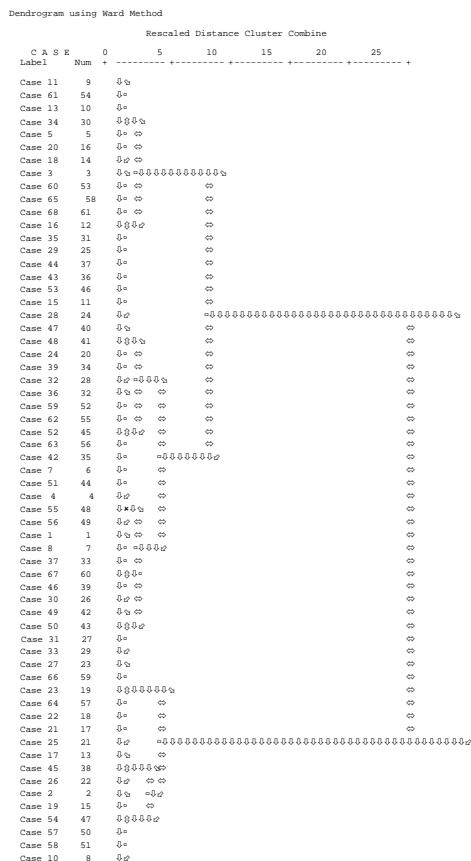 Dendrogram using Ward Method
Rescaled Distance Cluster Combine
C A S E 0 5 10 15 20 25
Label Num + --------- +---------+---------+---------+--------- +
Case 11 9 ⇩⬂
Case 61 54 ⇩▫
Case 13 10 ⇩▫
Case 34 30 ⇩⇳⇩⬂
Case 5 5 ⇩▫ ⬄
Case 20 16 ⇩▫ ⬄
Case 18 14 ⇩⬃ ⬄
Case 3 3 ⇩⬂ ▫⇩⇩⇩⇩⇩⇩⇩⇩⇩⇩⇩⬂
Case 60 53 ⇩▫ ⬄ ⬄
Case 65 58 ⇩▫ ⬄ ⬄
Case 68 61 ⇩▫ ⬄ ⬄
Case 16 12 ⇩⇳⇩⬃ ⬄
Case 35 31 ⇩▫ ⬄
Case 29 25 ⇩▫ ⬄
Case 44 37 ⇩▫ ⬄
Case 43 36 ⇩▫ ⬄
Case 53 46 ⇩▫ ⬄
Case 15 11 ⇩▫ ⬄
Case 28 24 ⇩⬃ ▫⇩⇩⇩⇩⇩⇩⇩⇩⇩⇩⇩⇩⇩⇩⇩⇩⇩⇩⇩⇩⇩⇩⇩⇩⇩⇩⇩⇩⇩⇩⇩⬂
Case 47 40 ⇩⬂ ⬄ ⬄
Case 48 41 ⇩⇳⇩⬂ ⬄ ⬄
Case 24 20 ⇩▫ ⬄ ⬄ ⬄
Case 39 34 ⇩▫ ⬄ ⬄ ⬄
Case 32 28 ⇩⬃ ▫⇩⇩⇩⬂ ⬄ ⬄
Case 36 32 ⇩⬂ ⬄ ⬄ ⬄ ⬄
Case 59 52 ⇩▫ ⬄ ⬄ ⬄ ⬄
Case 62 55 ⇩▫ ⬄ ⬄ ⬄ ⬄
Case 52 45 ⇩⇳⇩⬃ ⬄ ⬄ ⬄
Case 63 56 ⇩▫ ⬄ ⬄ ⬄
Case 42 35 ⇩▫ ▫⇩⇩⇩⇩⇩⇩⇩⬃ ⬄
Case 7 6 ⇩▫ ⬄ ⬄
Case 51 44 ⇩▫ ⬄ ⬄
Case 4 4 ⇩⬃ ⬄ ⬄
Case 55 48 ⇩×⇩⬂ ⬄ ⬄
Case 56 49 ⇩⬃ ⬄ ⬄ ⬄
Case 1 1 ⇩⬂ ⬄ ⬄ ⬄
Case 8 7 ⇩▫ ▫⇩⇩⇩⬃ ⬄
Case 37 33 ⇩▫ ⬄ ⬄
Case 67 60 ⇩⇳⇩▫ ⬄
Case 46 39 ⇩▫ ⬄ ⬄
Case 30 26 ⇩⬃ ⬄ ⬄
Case 49 42 ⇩⬂ ⬄ ⬄
Case 50 43 ⇩⇳⇩⬃ ⬄
Case 31 27 ⇩▫ ⬄
Case 33 29 ⇩⬃ ⬄
Case 27 23 ⇩⬂ ⬄
Case 66 59 ⇩▫ ⬄
Case 23 19 ⇩⇳⇩⇩⇩⇩⇩⬂ ⬄
Case 64 57 ⇩▫ ⬄ ⬄
Case 22 18 ⇩▫ ⬄ ⬄
Case 21 17 ⇩▫ ⬄ ⬄
Case 25 21 ⇩⬃ ▫⇩⇩⇩⇩⇩⇩⇩⇩⇩⇩⇩⇩⇩⇩⇩⇩⇩⇩⇩⇩⇩⇩⇩⇩⇩⇩⇩⇩⇩⇩⇩⇩⇩⇩⇩⇩⇩⇩⬃
Case 17 13 ⇩⬂ ⬄
Case 45 38 ⇩⇳⇩⇩⇩⬂⬄
Case 26 22 ⇩⬃ ⬄ ⬄
Case 2 2 ⇩⬂ ▫⇩⬃
Case 19 15 ⇩▫ ⬄
Case 54 47 ⇩⇳⇩⇩⇩⬃
Case 57 50 ⇩▫
Case 58 51 ⇩▫
Case 10 8 ⇩⬃